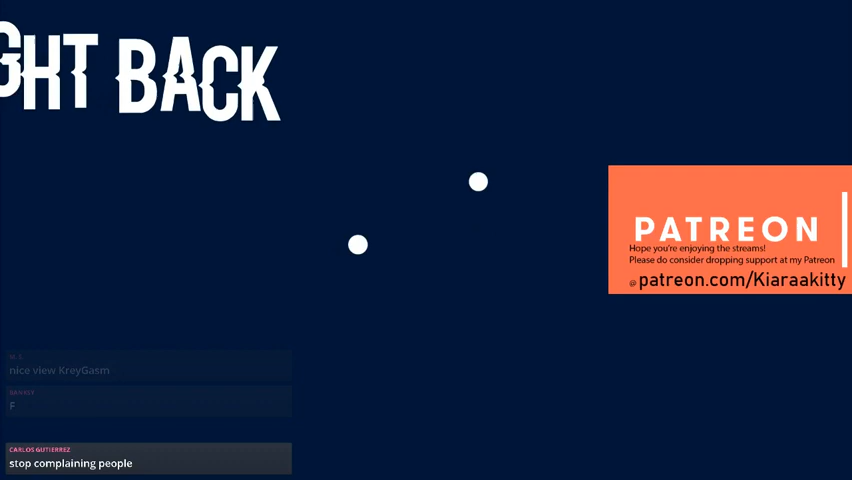 GHT BACK
PATREON
Hope you're enjoying the streams!
Please do consider dropping support at my Patreon
@ patreon.com/Kiaraakitty
M. S
nice view KreyGasm
F
CARLOS GUTIERREZ
stop complaining people